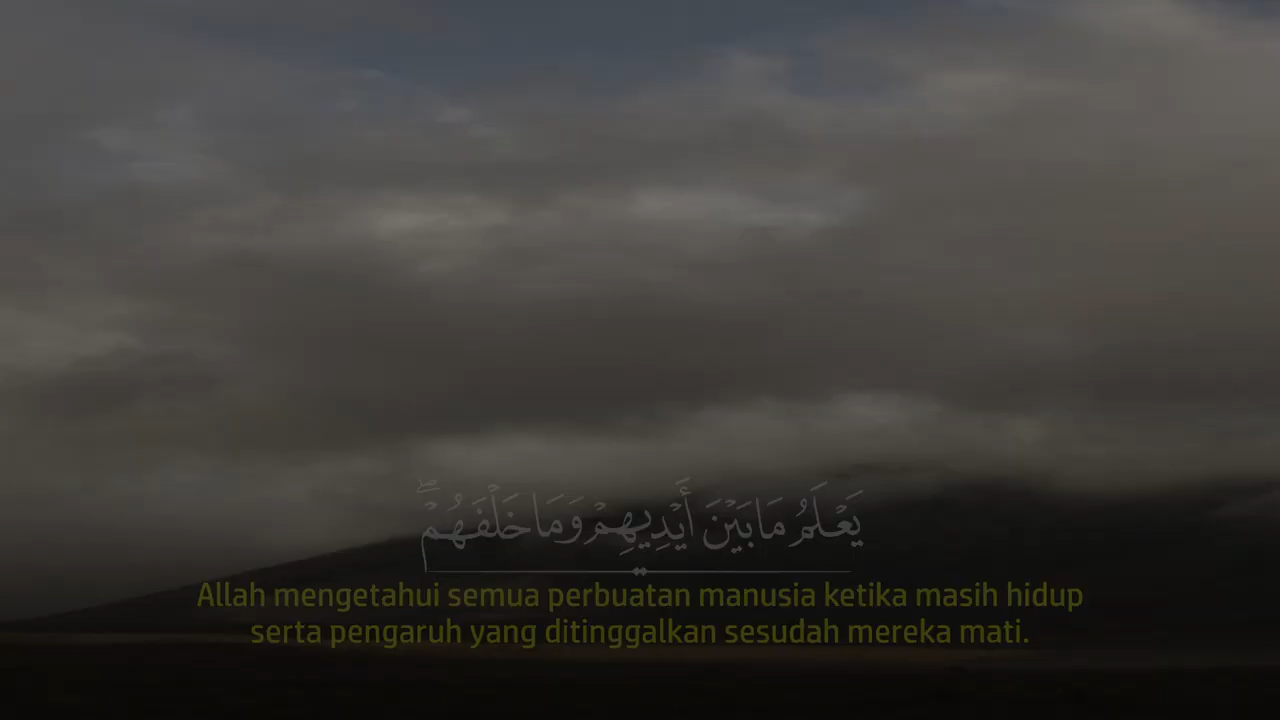 يَعْلَمُ مَا بَيْنَ أَيْدِيهِمْ وَمَا خَلْفَهُمْ ۖ
Allah mengetahui semua perbuatan manusia ketika masih hidup
serta pengaruh yang ditinggalkan sesudah mereka mati.